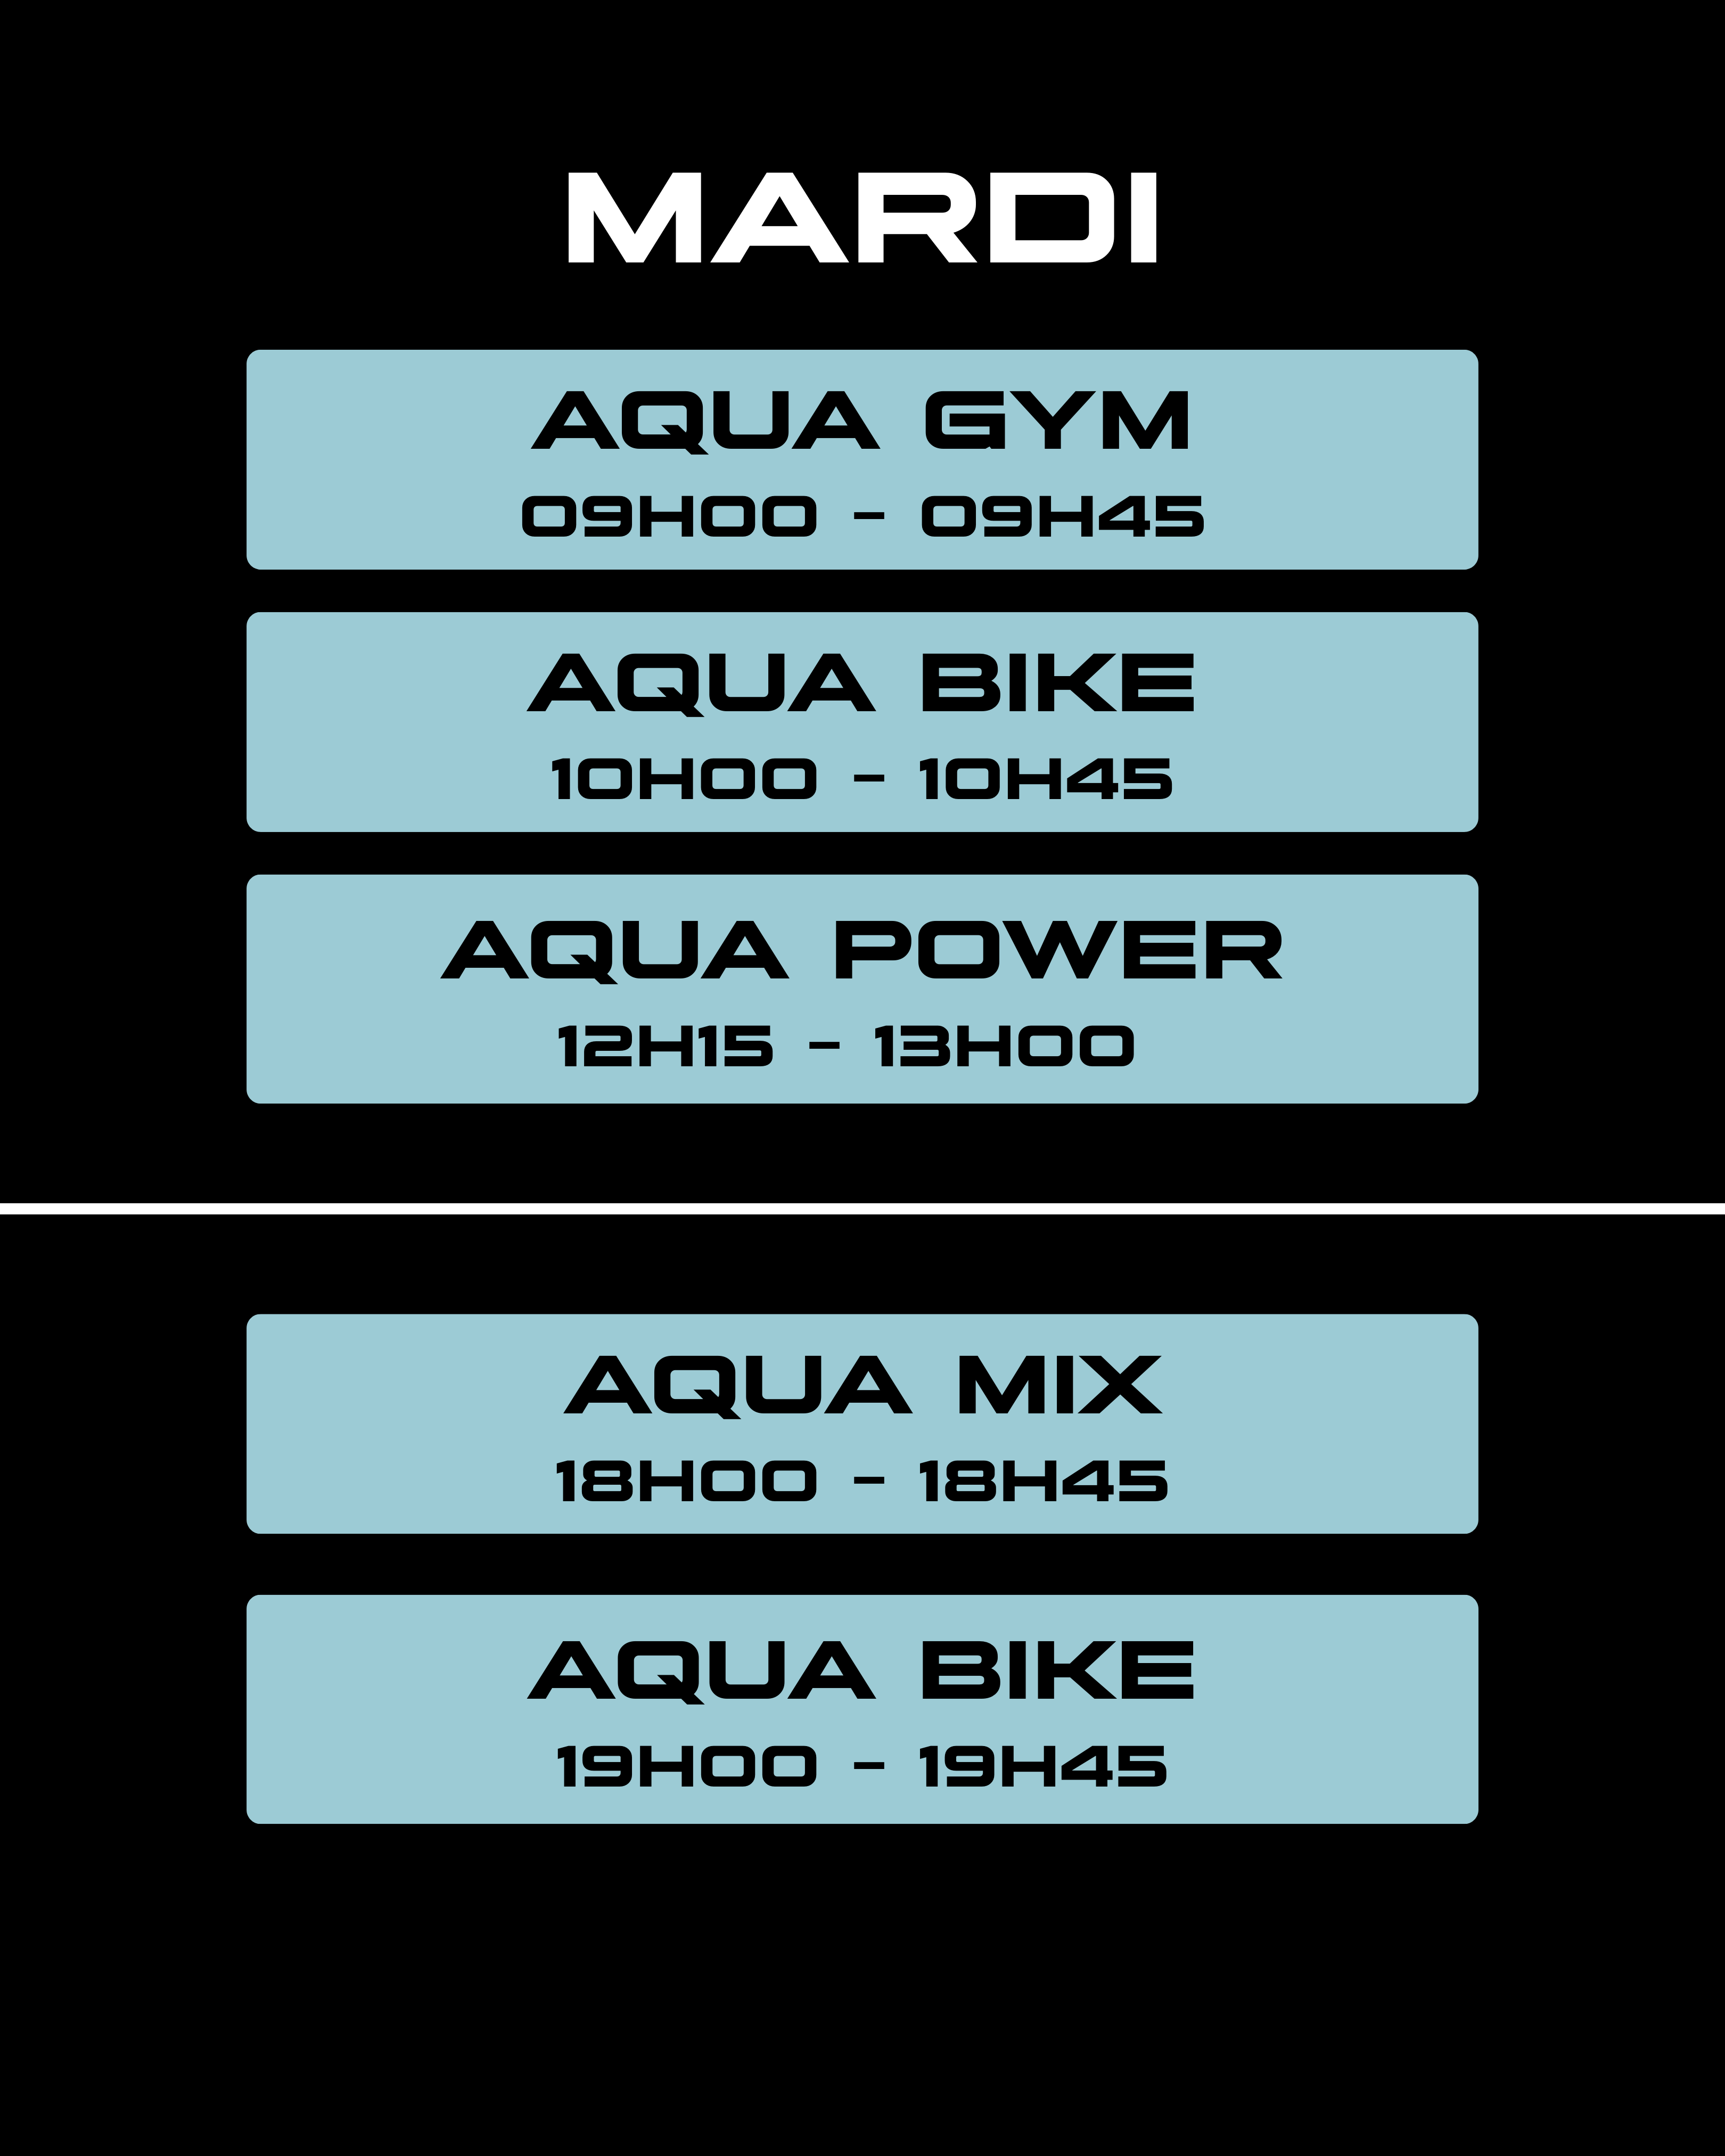 MARDI
AQUA GYM
09H00 - 09H45
AQUA BIKE
10H00 - 10H45
AQUA POWER
12H15 - 13H00
AQUA MIX
18H00 - 18H45
AQUA BIKE
19H00 - 19H45